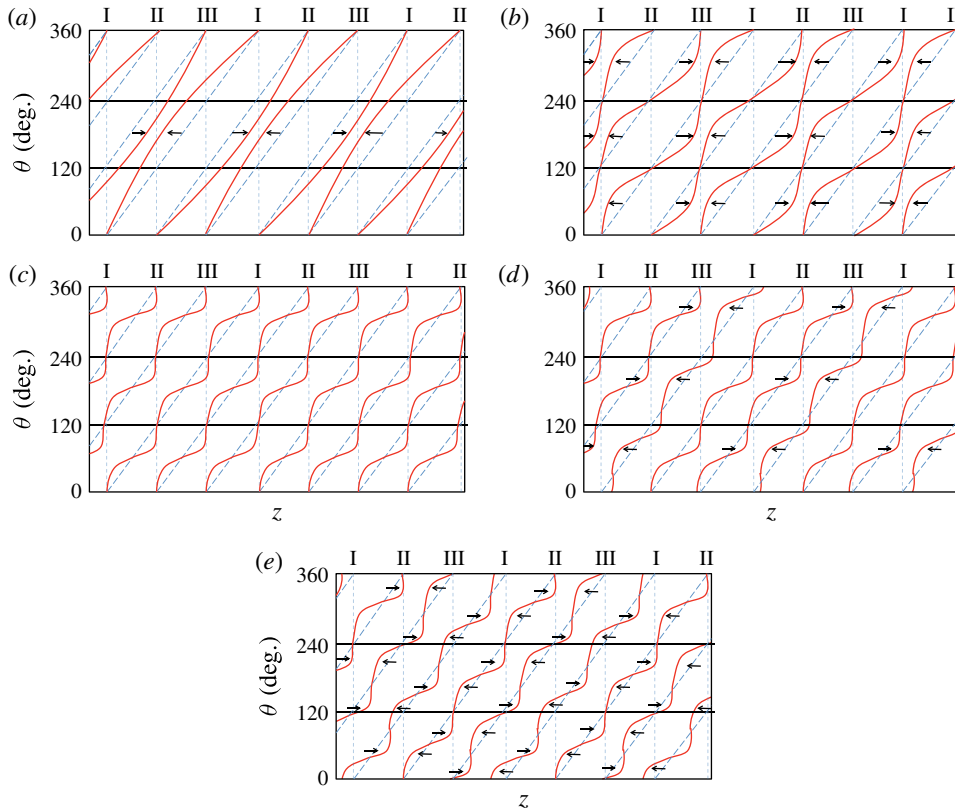 (a) I II III I II III I II
360
240
120
0
θ (deg.)
(b) I II III I II III I I
360
240
120
0
(c) I II III I II III I II
360
240
120
0
θ (deg.)
z
(d) I II III I II III I I
360
240
120
0
z
(e) I II III I II III I II
360
240
120
0
θ (deg.)
z